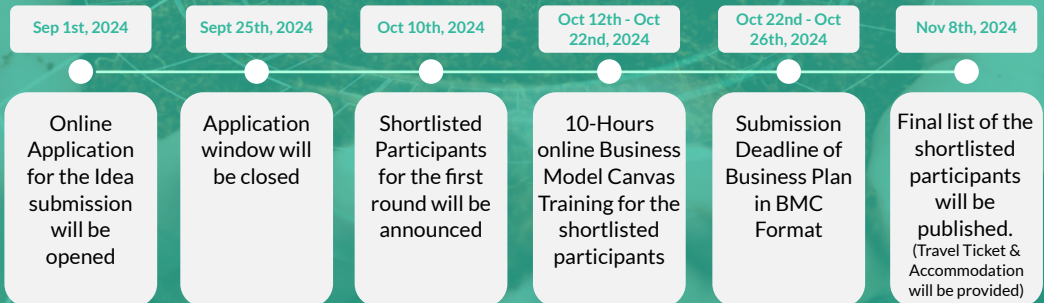 Sep 1st, 2024
Online
Application
for the Idea
submission
will be
opened
Sept 25th, 2024
Application
window will
be closed
Oct 10th, 2024
Shortlisted
Participants
for the first
round will be
announced
Oct 12th - Oct
22nd, 2024
10-Hours
online Business
Model Canvas
Training for the
shortlisted
participants
Oct 22nd - Oct
26th, 2024
Submission
Deadline of
Business Plan
in BMC
Format
Nov 8th, 2024
Final list of the
shortlisted
participants
will be
published.
(Travel Ticket &
Accommodation
will be provided)